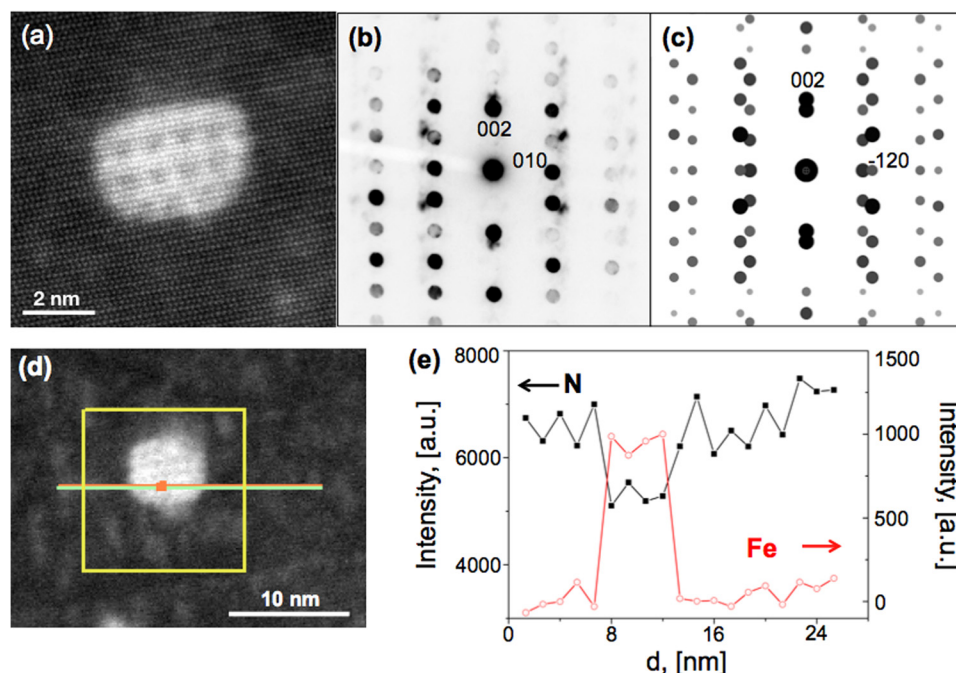 (a)
2 nm
(b)
002
010
(c)
002
-120
(d)
10 nm
(e)
8000
6000
4000
Intensity, [a.u.]
N
Fe
1500
1000
500
0
Intensity, [a.u.]
0
8
16
24
d, [nm]